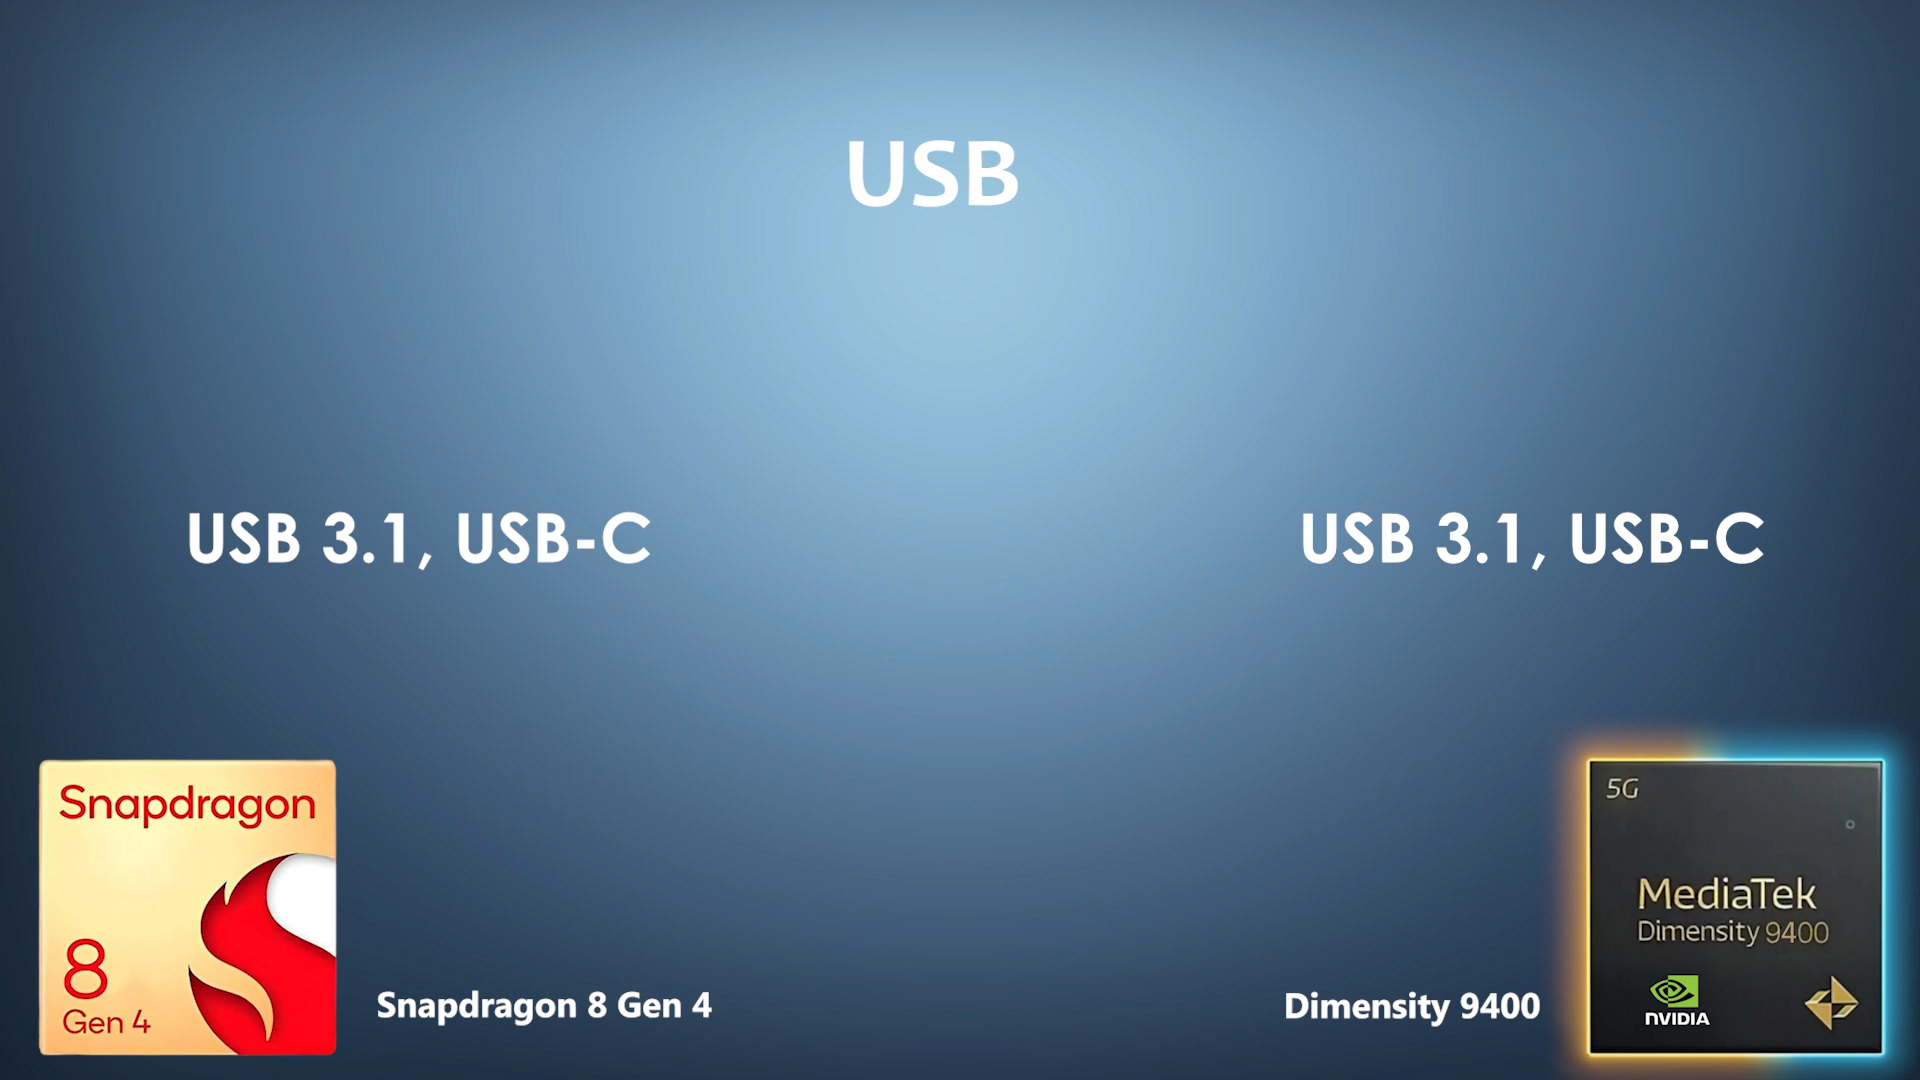 USB
USB 3.1, USB-C
USB 3.1, USB-C
Snapdragon
8
Gen 4
Snapdragon 8 Gen 4
Dimensity 9400
5G
MediaTek
Dimensity 9400
NVIDIA